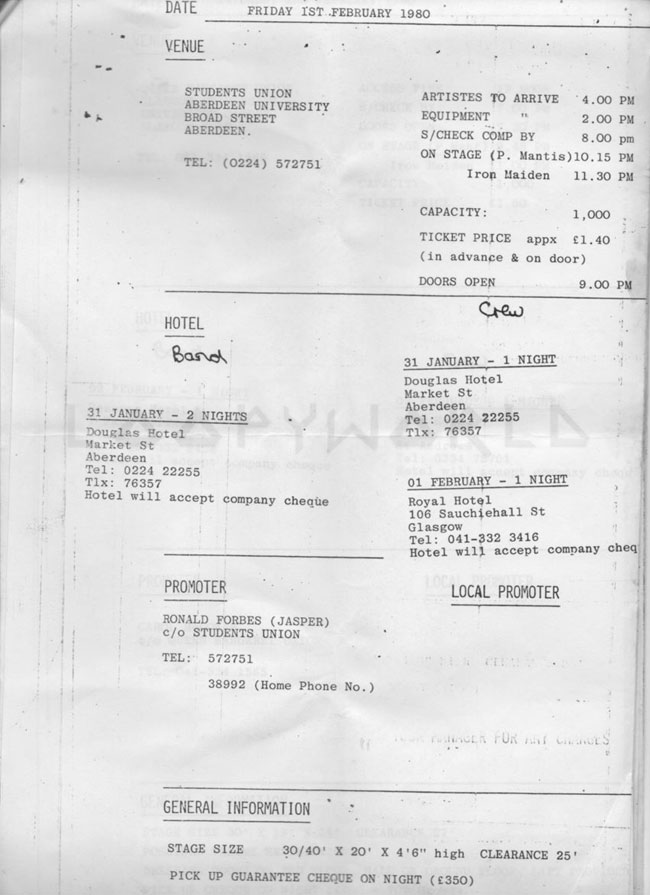 DATE FRIDAY 1ST FEBRUARY 1980
VENUE
STUDENTS UNION
ABERDEEN UNIVERSITY
BROAD STREET
ABERDEEN.
TEL: (0224) 572751
ARTISTES TO ARRIVE 4.00 PM
EQUIPMENT " 2.00 PM
S/CHECK COMP BY 8.00 pm
ON STAGE (P. Mantis) 10.15 PM
Iron Maiden 11.30 PM
CAPACITY: 1,000
TICKET PRICE appx £1.40
(in advance & on door)
DOORS OPEN 9.00 PM
HOTEL
Band
31 JANUARY - 2 NIGHTS
Douglas Hotel
Market St
Aberdeen
Tel: 0224 22255
Tlx: 76357
Hotel will accept company cheque
Crew
31 JANUARY - 1 NIGHT
Douglas Hotel
Market St
Aberdeen
Tel: 0224 22255
Tlx: 76357
01 FEBRUARY - 1 NIGHT
Royal Hotel
106 Sauchiehall St
Glasgow
Tel: 041-332 3416
Hotel will accept company cheq
LOOPYWORLD
PROMOTER
RONALD FORBES (JASPER)
c/o STUDENTS UNION
TEL: 572751
38992 (Home Phone No.)
LOCAL PROMOTER
MANAGER FOR ANY CHARGES
GENERAL INFORMATION
STAGE SIZE 30/40' X 20' X 4'6" high CLEARANCE 25'
PICK UP GUARANTEE CHEQUE ON NIGHT (£350)